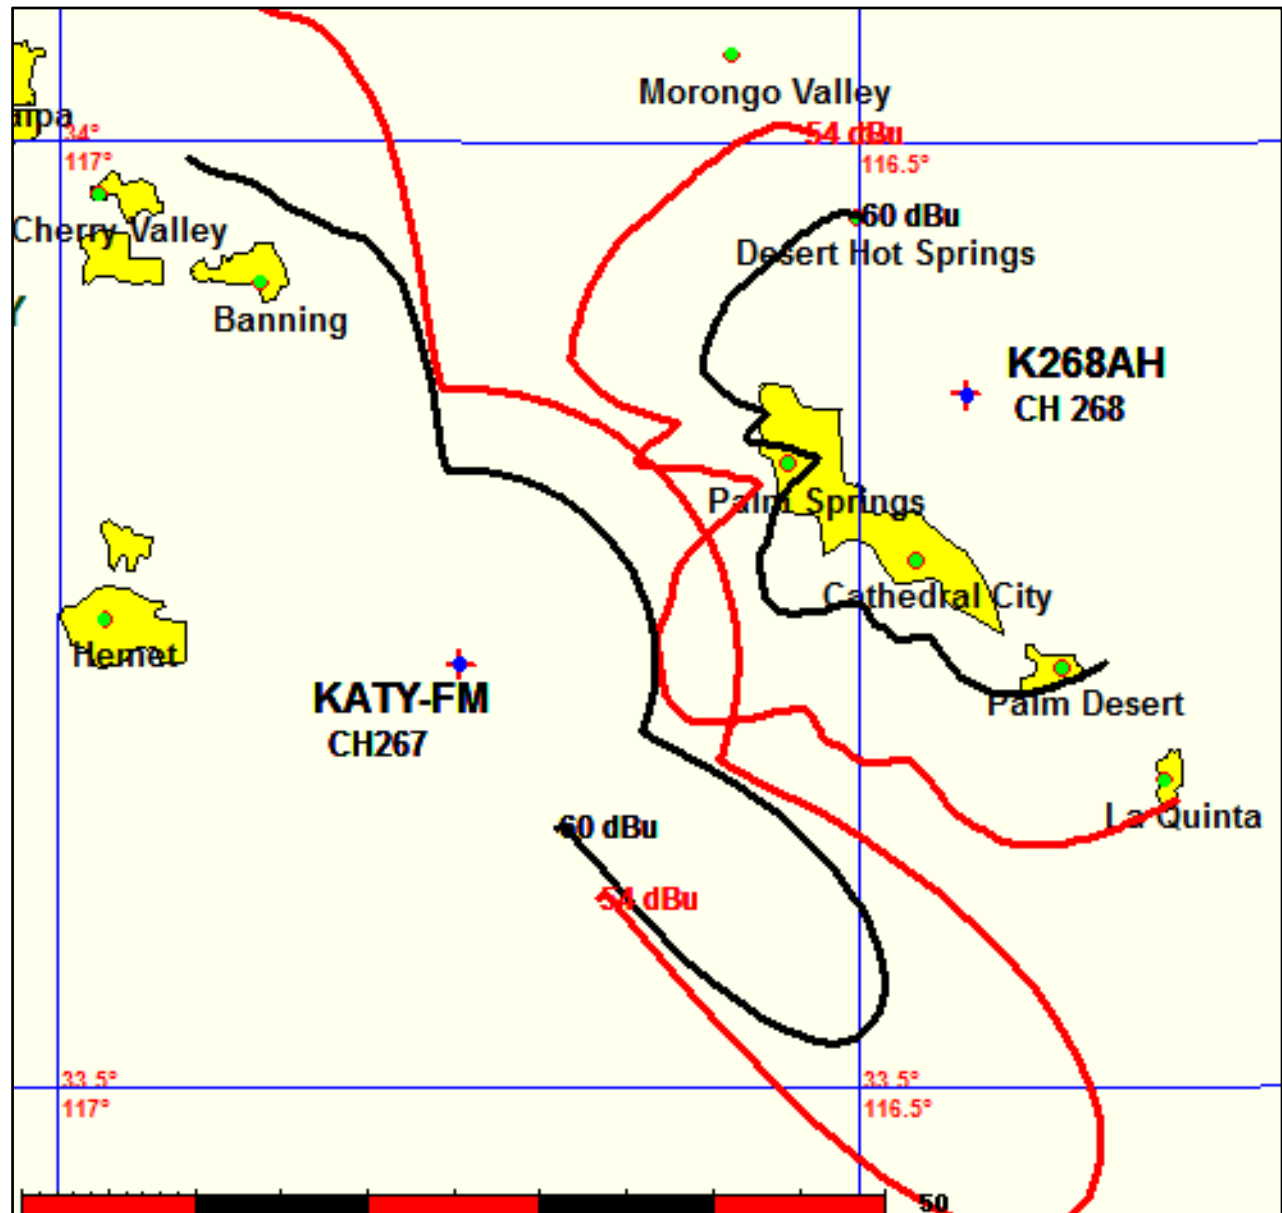 Morongo Valley
aipa
34°
117°
54 dBu
116.5°
Cherry Valley
60 dBu
Desert Hot Springs
Y
Banning
K268AH
CH 268
Palm Springs
Cathedral City
Hemet
KATY-FM
CH267
Palm Desert
La Quinta
60 dBu
54 dBu
33.5°
117°
33.5°
116.5°
50